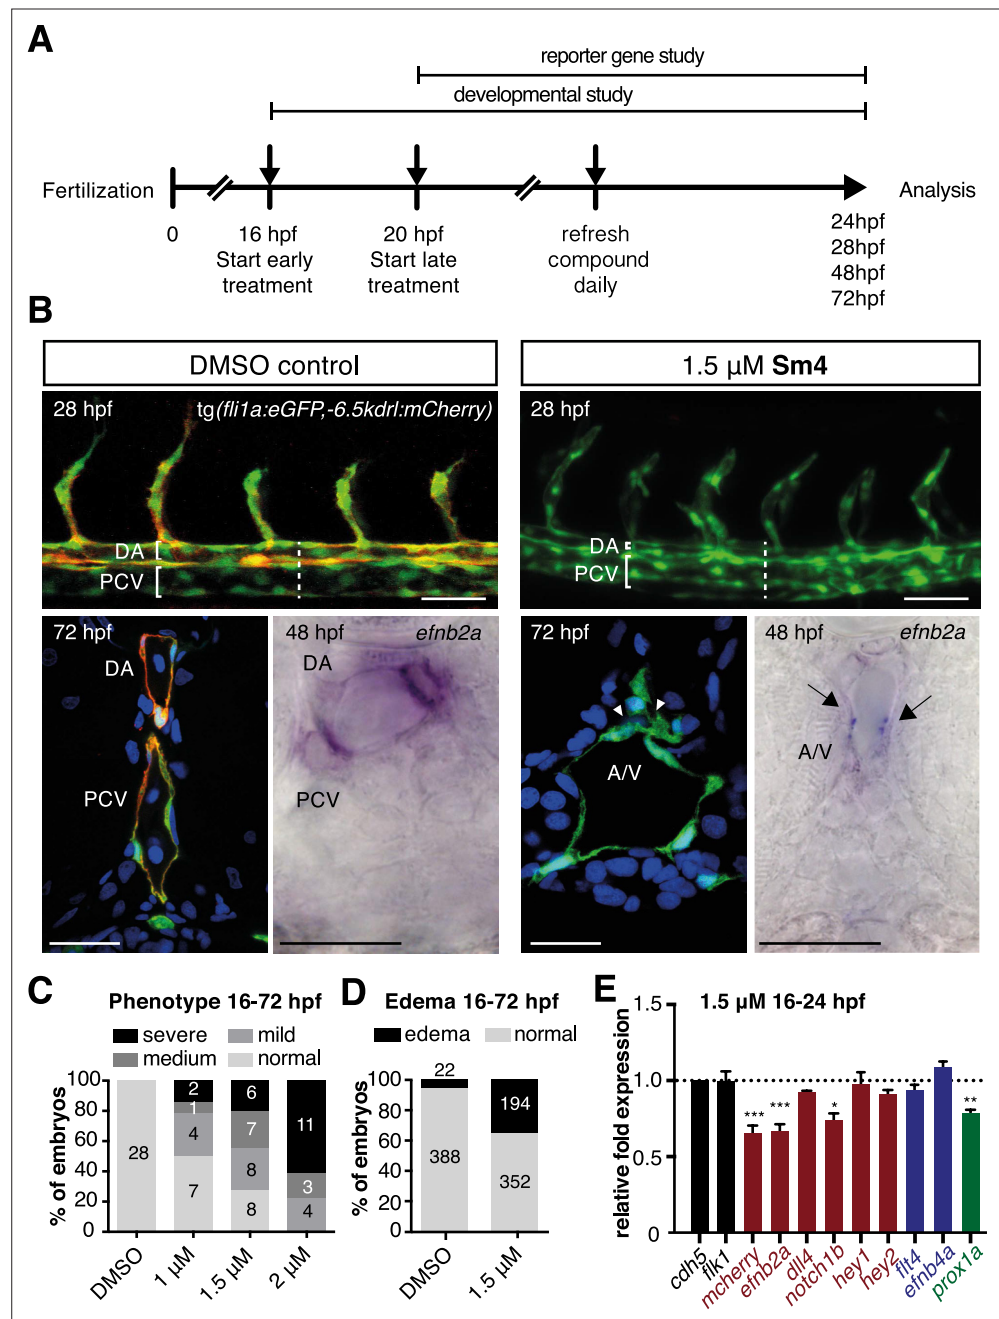 A
reporter gene study
developmental study
Fertilization
Analysis
0
16 hpf
Start early
treatment
20 hpf
Start late
treatment
refresh
compound
daily
24hpf
28hpf
48hpf
72hpf
B
DMSO control
1.5 µM Sm4
28 hpf
tg(fli1a:eGFP,-6.5kdrl:mCherry)
DA
PCV
28 hpf
DA
PCV
72 hpf
DA
PCV
48 hpf
efnb2a
DA
PCV
72 hpf
A/V
48 hpf
efnb2a
A/V
C
Phenotype 16-72 hpf
severe
mild
medium
normal
% of embryos
100
80
60
40
20
0
28
2
1
4
7
6
7
8
8
11
3
4
DMSO
1 µM
1.5 µM
2 µM
D
Edema 16-72 hpf
edema
normal
% of embryos
100
80
60
40
20
0
22
388
194
352
DMSO
1.5 µM
E
1.5 µM 16-24 hpf
relative fold expression
1.5
1.0
0.5
0
***
***
*
**
cdh5
flk1
mcherry
efnb2a
dll4
notch1b
hey1
hey2
flt4
efnb4a
prox1a